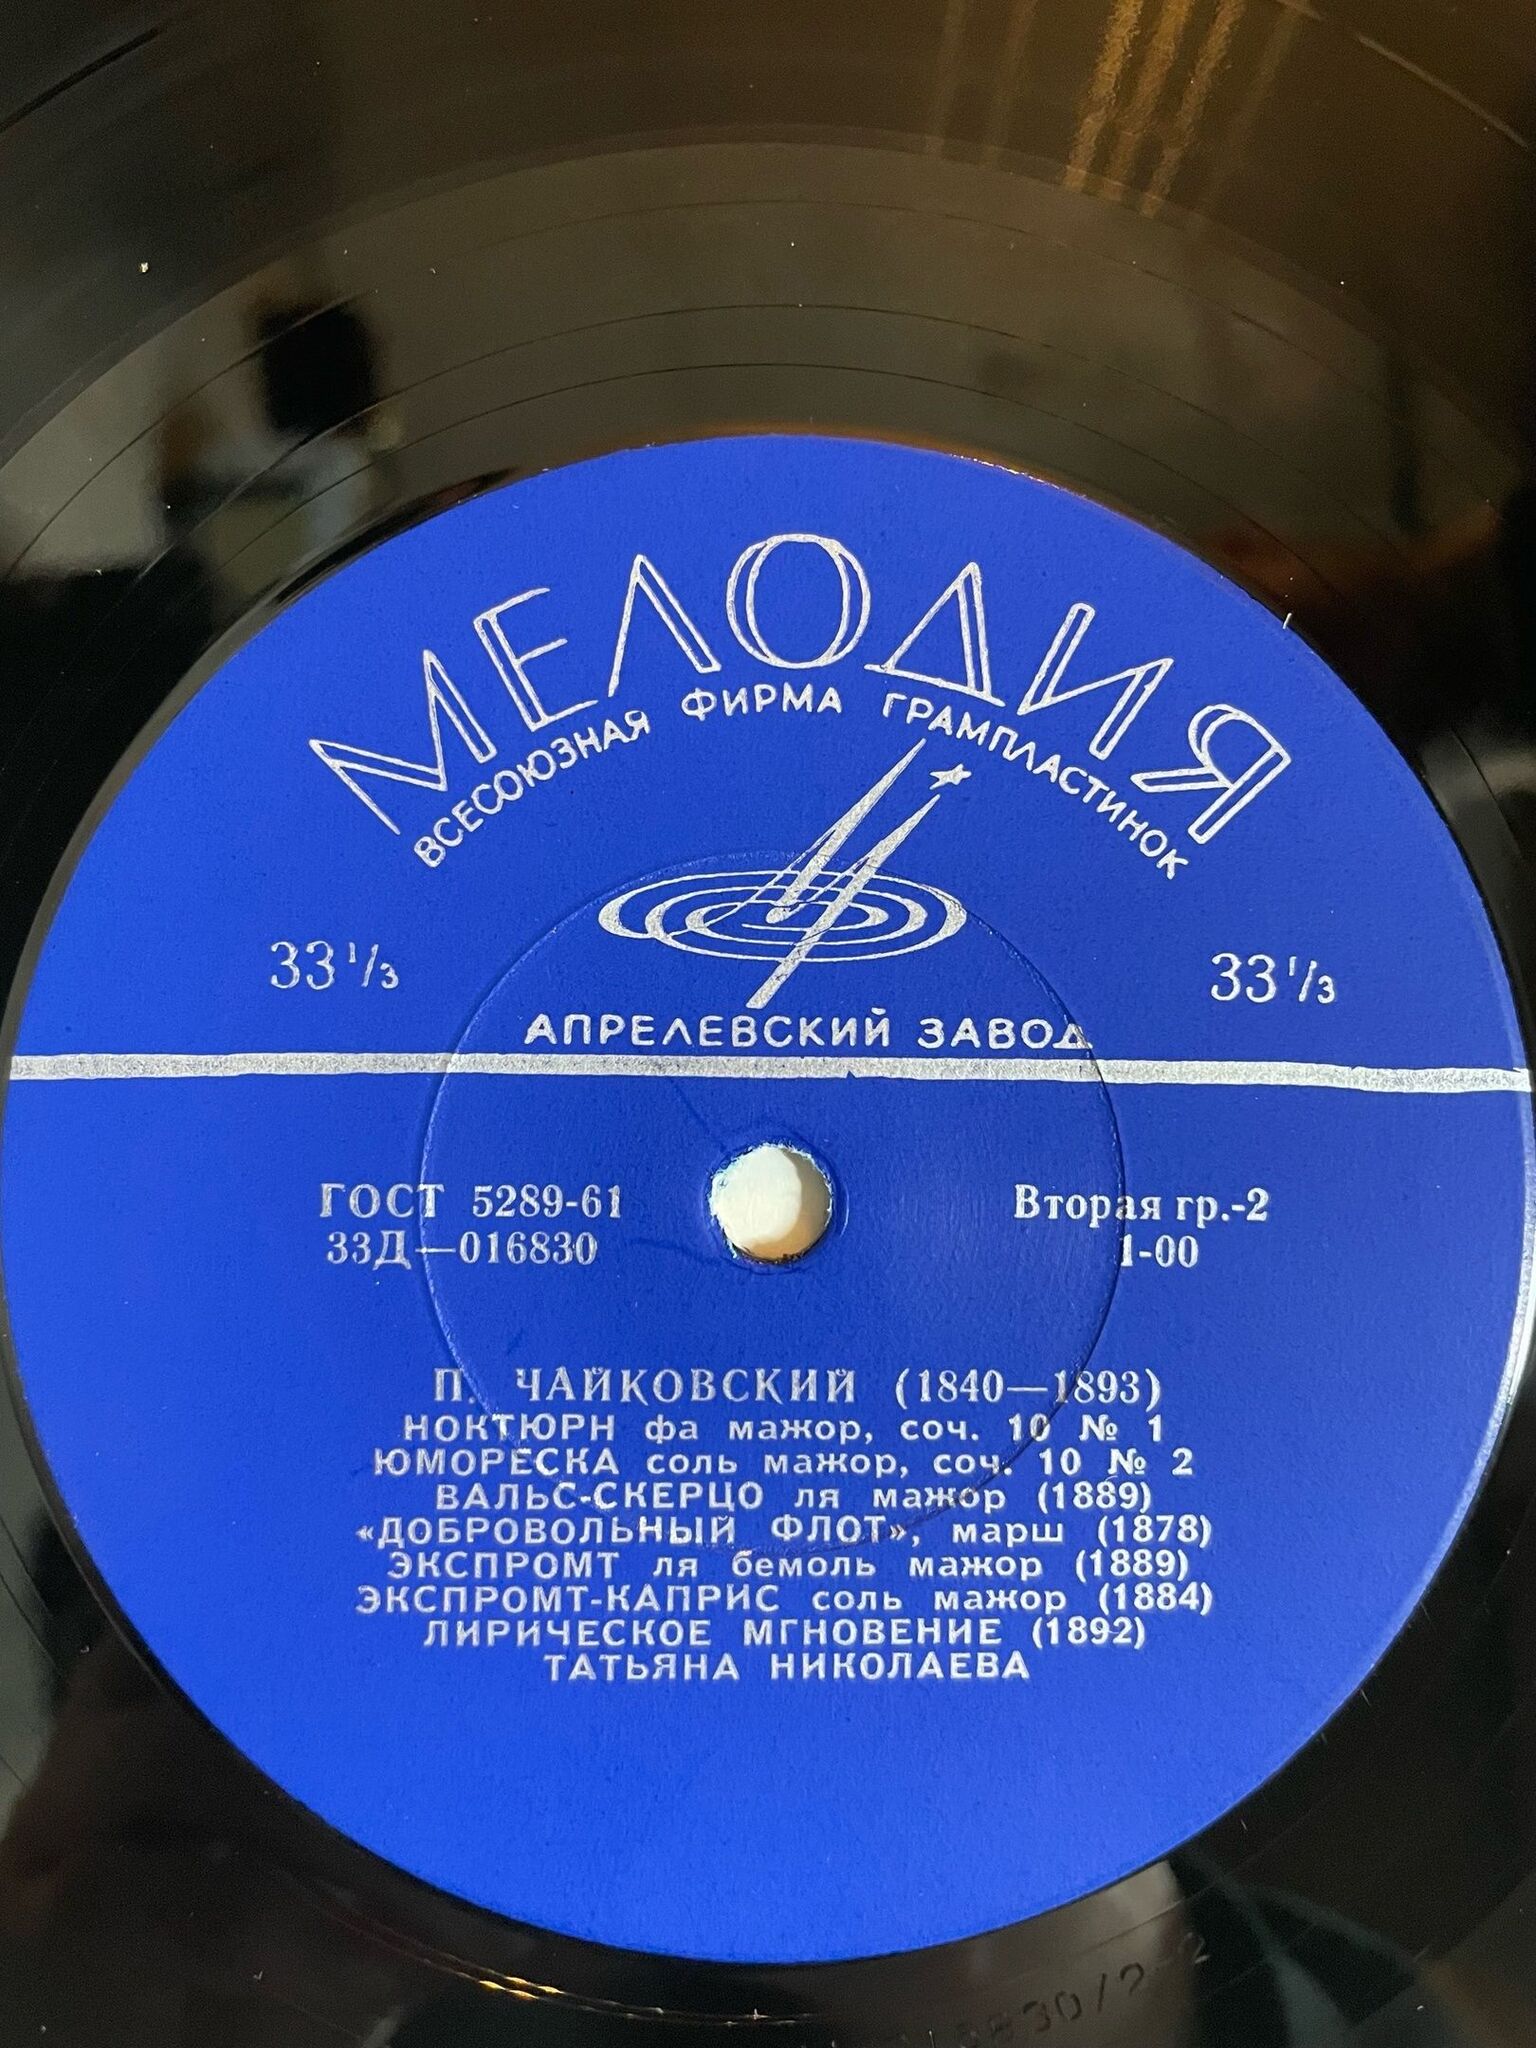 МЕЛОДИЯ
ВСЕСОЮЗНАЯ ФИРМА ГРАМПЛАСТИНОК
33 1/3
33 1/3
АПРЕЛЕВСКИЙ ЗАВОД
ГОСТ 5289-61
Вторая гр.-2
33Д—016830
1-00
П. ЧАЙКОВСКИЙ (1840—1893)
НОКТЮРН фа мажор, соч. 10 № 1
ЮМОРЕСКА соль мажор, соч. 10 № 2
ВАЛЬС-СКЕРЦО ля мажор (1889)
«ДОБРОВОЛЬНЫЙ ФЛОТ», марш (1878)
ЭКСПРОМТ ля бемоль мажор (1889)
ЭКСПРОМТ-КАПРИС соль мажор (1884)
ЛИРИЧЕСКОЕ МГНОВЕНИЕ (1892)
ТАТЬЯНА НИКОЛАЕВА